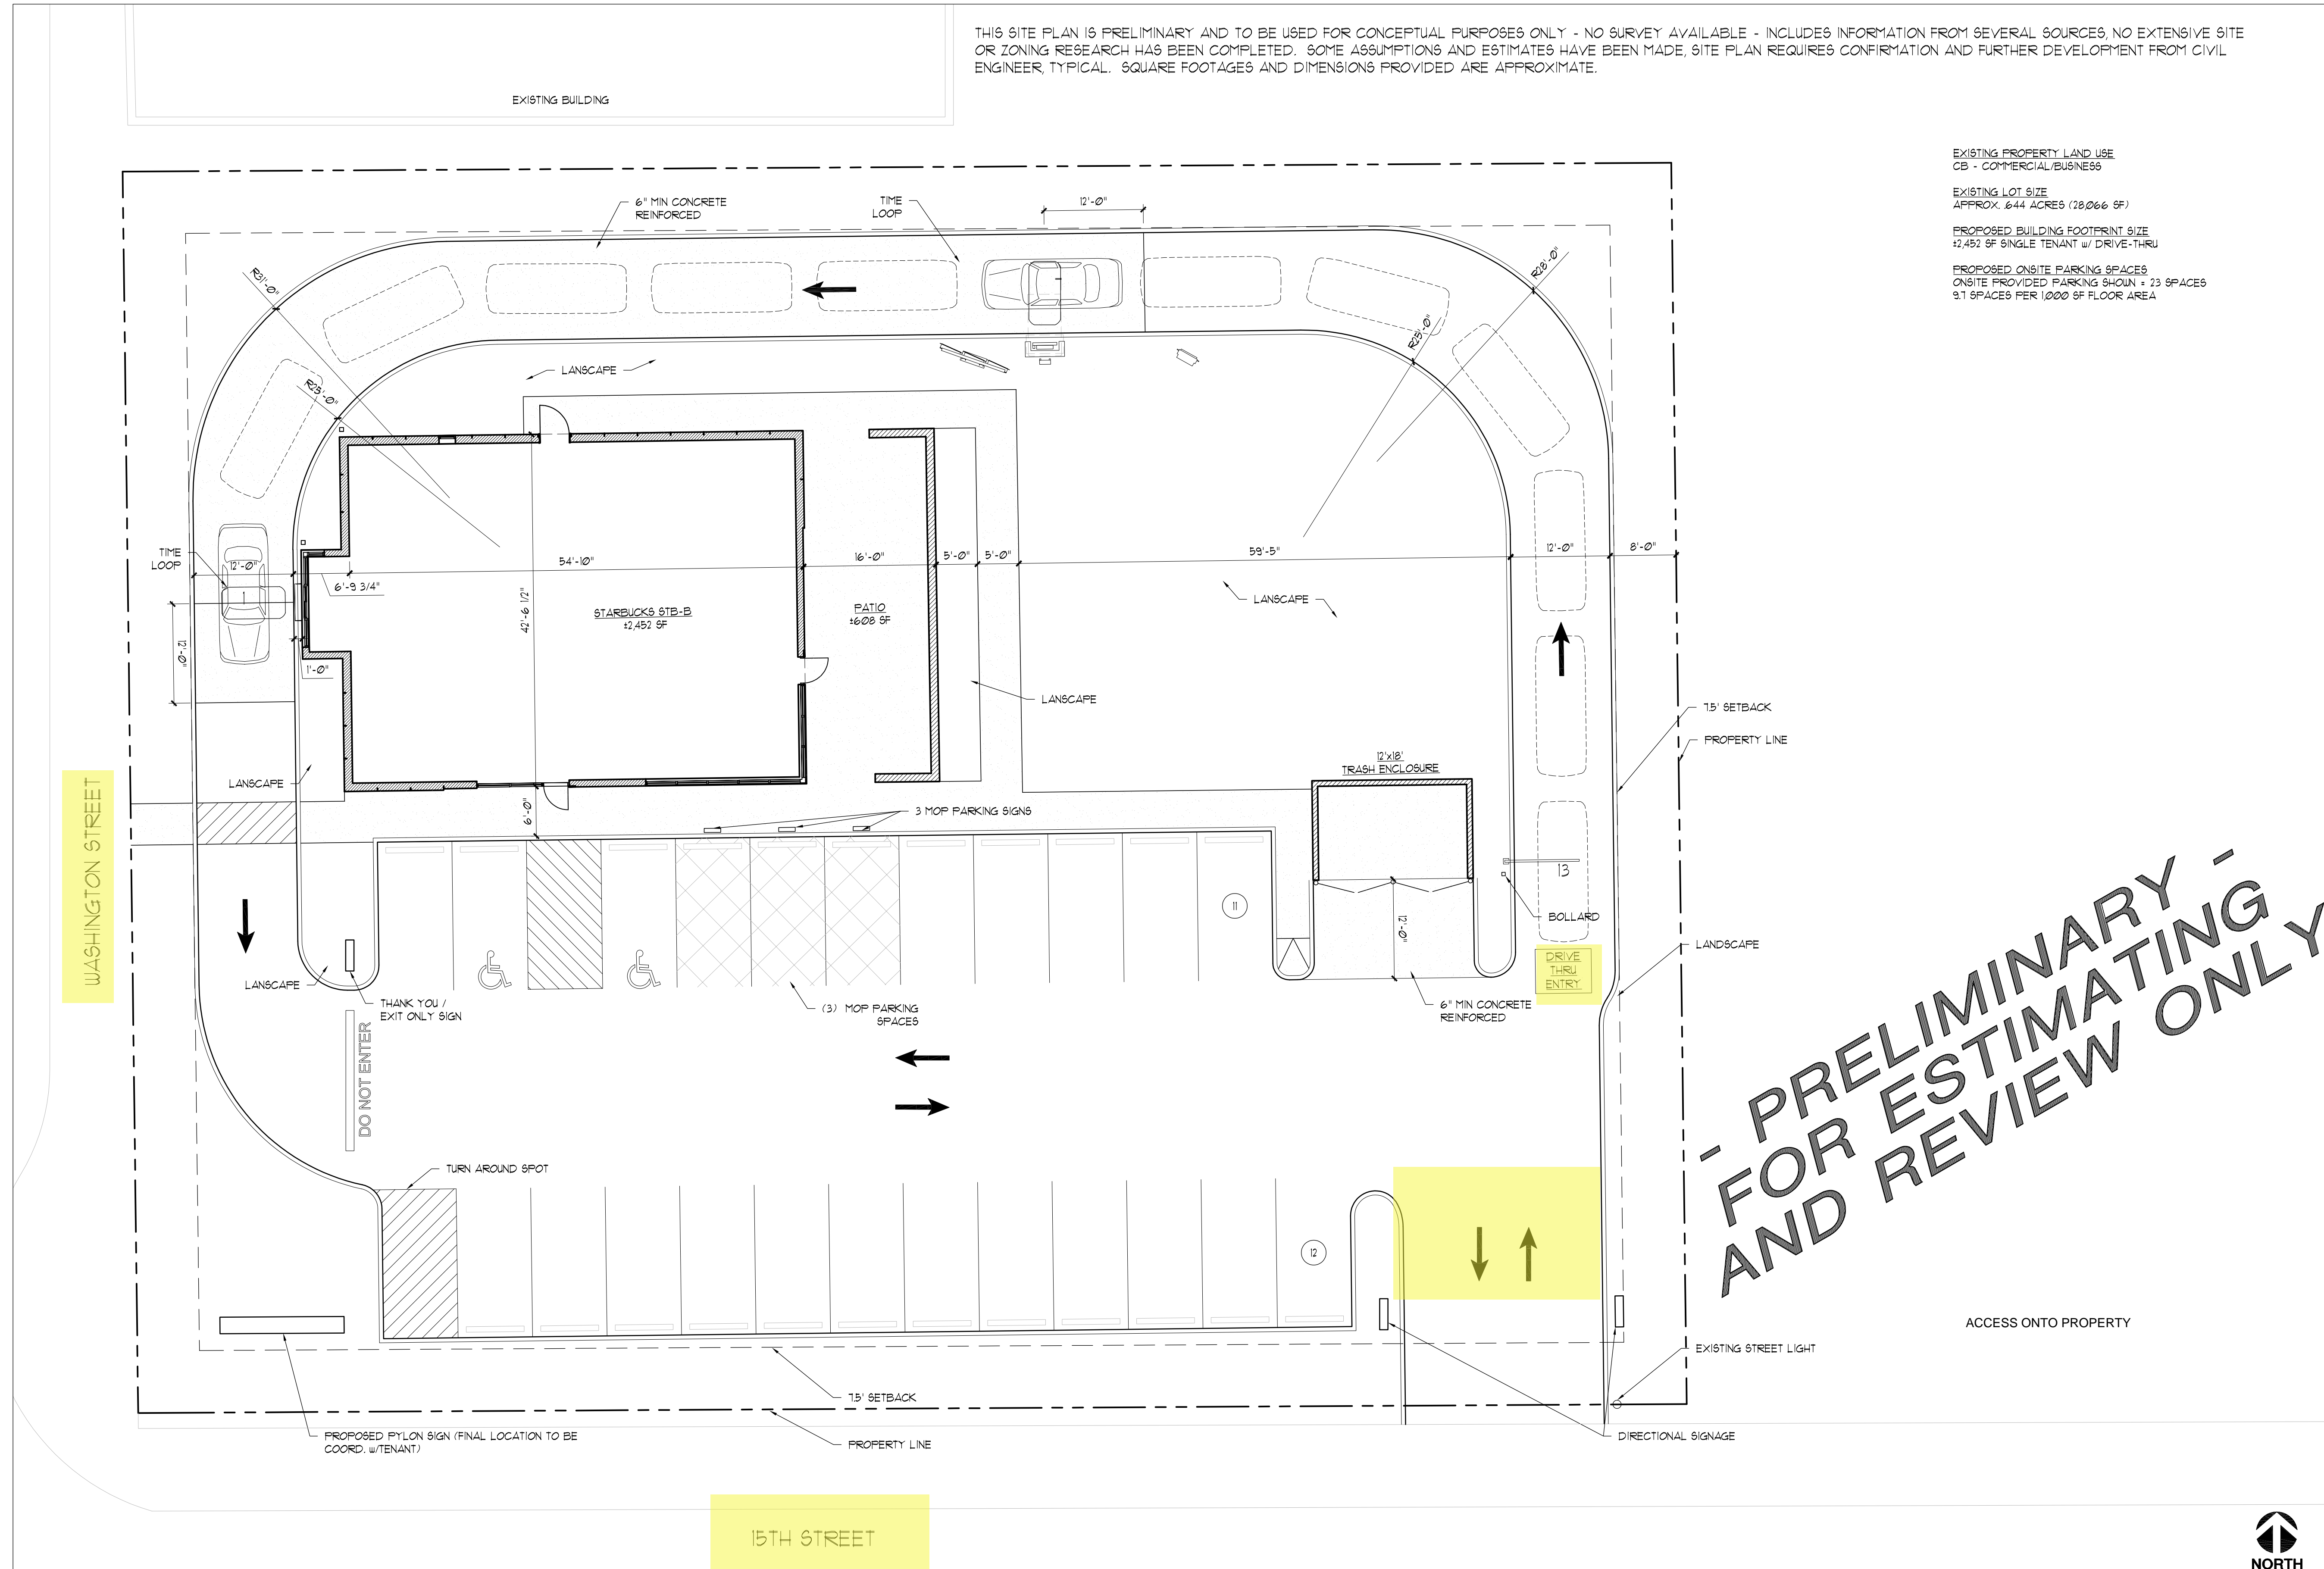 THIS SITE PLAN IS PRELIMINARY AND TO BE USED FOR CONCEPTUAL PURPOSES ONLY - NO SURVEY AVAILABLE - INCLUDES INFORMATION FROM SEVERAL SOURCES, NO EXTENSIVE SITE
OR ZONING RESEARCH HAS BEEN COMPLETED. SOME ASSUMPTIONS AND ESTIMATES HAVE BEEN MADE, SITE PLAN REQUIRES CONFIRMATION AND FURTHER DEVELOPMENT FROM CIVIL
ENGINEER, TYPICAL. SQUARE FOOTAGES AND DIMENSIONS PROVIDED ARE APPROXIMATE.
EXISTING BUILDING
EXISTING PROPERTY LAND USE
CB - COMMERCIAL/BUSINESS
EXISTING LOT SIZE
APPROX. .644 ACRES (28,066 SF)
PROPOSED BUILDING FOOTPRINT SIZE
±2,452 SF SINGLE TENANT w/ DRIVE-THRU
PROPOSED ONSITE PARKING SPACES
ONSITE PROVIDED PARKING SHOWN = 23 SPACES
9.7 SPACES PER 1,000 SF FLOOR AREA
6" MIN CONCRETE
REINFORCED
TIME
LOOP
12'-0"
R31'-0"
R28'-0"
R25'-0"
R25'-0"
LANSCAPE
TIME
LOOP
12'-0"
6'-9 3/4"
54'-10"
16'-0"
5'-0"
5'-0"
59'-5"
12'-0"
8'-0"
1
42'-6 1/2"
STARBUCKS STB-B
±2,452 SF
PATIO
±608 SF
LANSCAPE
12'-0"
1'-0"
LANSCAPE
7.5' SETBACK
PROPERTY LINE
12'x18'
TRASH ENCLOSURE
LANSCAPE
WASHINGTON STREET
6'-0"
3 MOP PARKING SIGNS
13
11
BOLLARD
12'-0"
LANDSCAPE
DRIVE
THRU
ENTRY
LANSCAPE
THANK YOU /
EXIT ONLY SIGN
(3) MOP PARKING
SPACES
6" MIN CONCRETE
REINFORCED
DO NOT ENTER
- PRELIMINARY -
FOR ESTIMATING
AND REVIEW ONLY
TURN AROUND SPOT
12
ACCESS ONTO PROPERTY
EXISTING STREET LIGHT
7.5' SETBACK
PROPOSED PYLON SIGN (FINAL LOCATION TO BE
COORD. w/TENANT)
PROPERTY LINE
DIRECTIONAL SIGNAGE
15TH STREET
NORTH